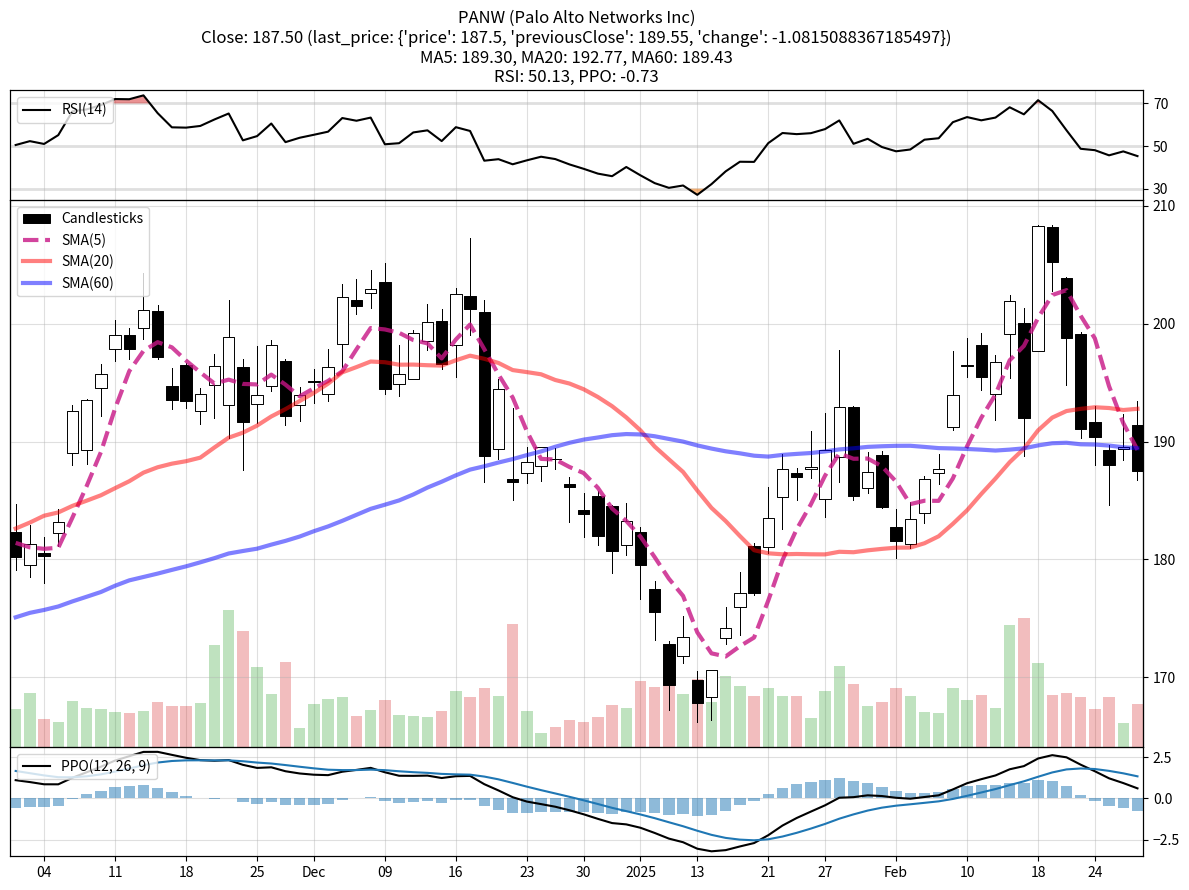 PANW (Palo Alto Networks Inc)
Close: 187.50 (last_price: {'price': 187.5, 'previousClose': 189.55, 'change': -1.0815088367185497})
MA5: 189.30, MA20: 192.77, MA60: 189.43
RSI: 50.13, PPO: -0.73
RSI(14)
70
50
30
Candlesticks
SMA(5)
SMA(20)
SMA(60)
210
200
190
180
170
PPO(12, 26, 9)
2.5
0.0
−2.5
04 11 18 25 Dec 09 16 23 30 2025 13 21 27 Feb 10 18 24